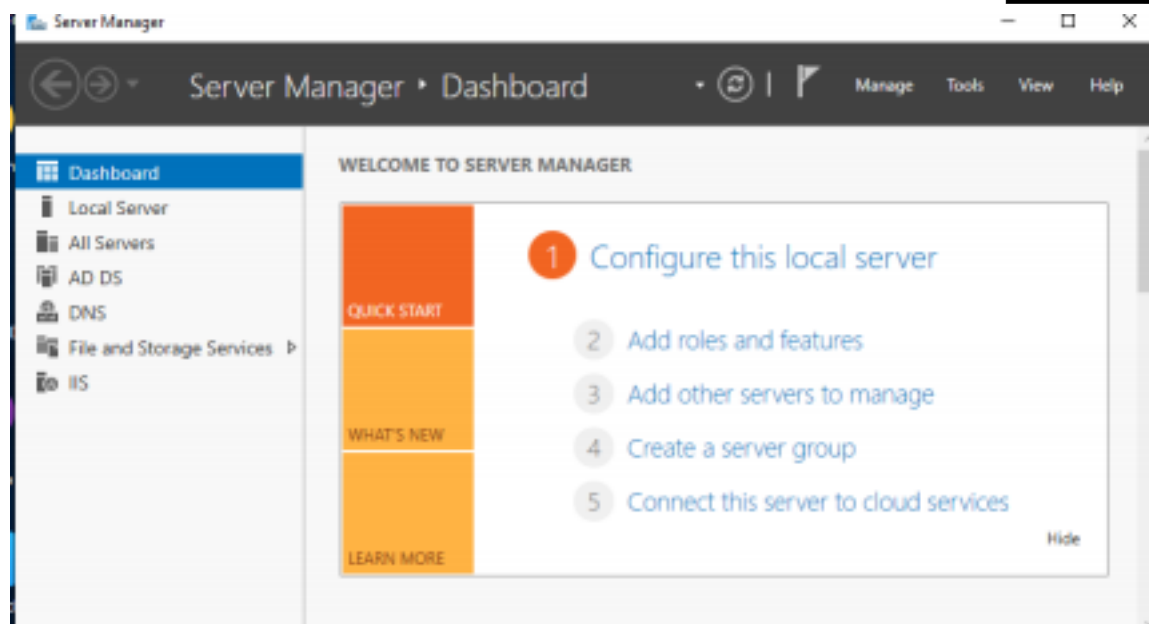 Server Manager
Server Manager • Dashboard
Manage Tools View Help
Dashboard
Local Server
All Servers
AD DS
DNS
File and Storage Services
IIS
WELCOME TO SERVER MANAGER
QUICK START
WHAT'S NEW
LEARN MORE
1 Configure this local server
2 Add roles and features
3 Add other servers to manage
4 Create a server group
5 Connect this server to cloud services
Hide